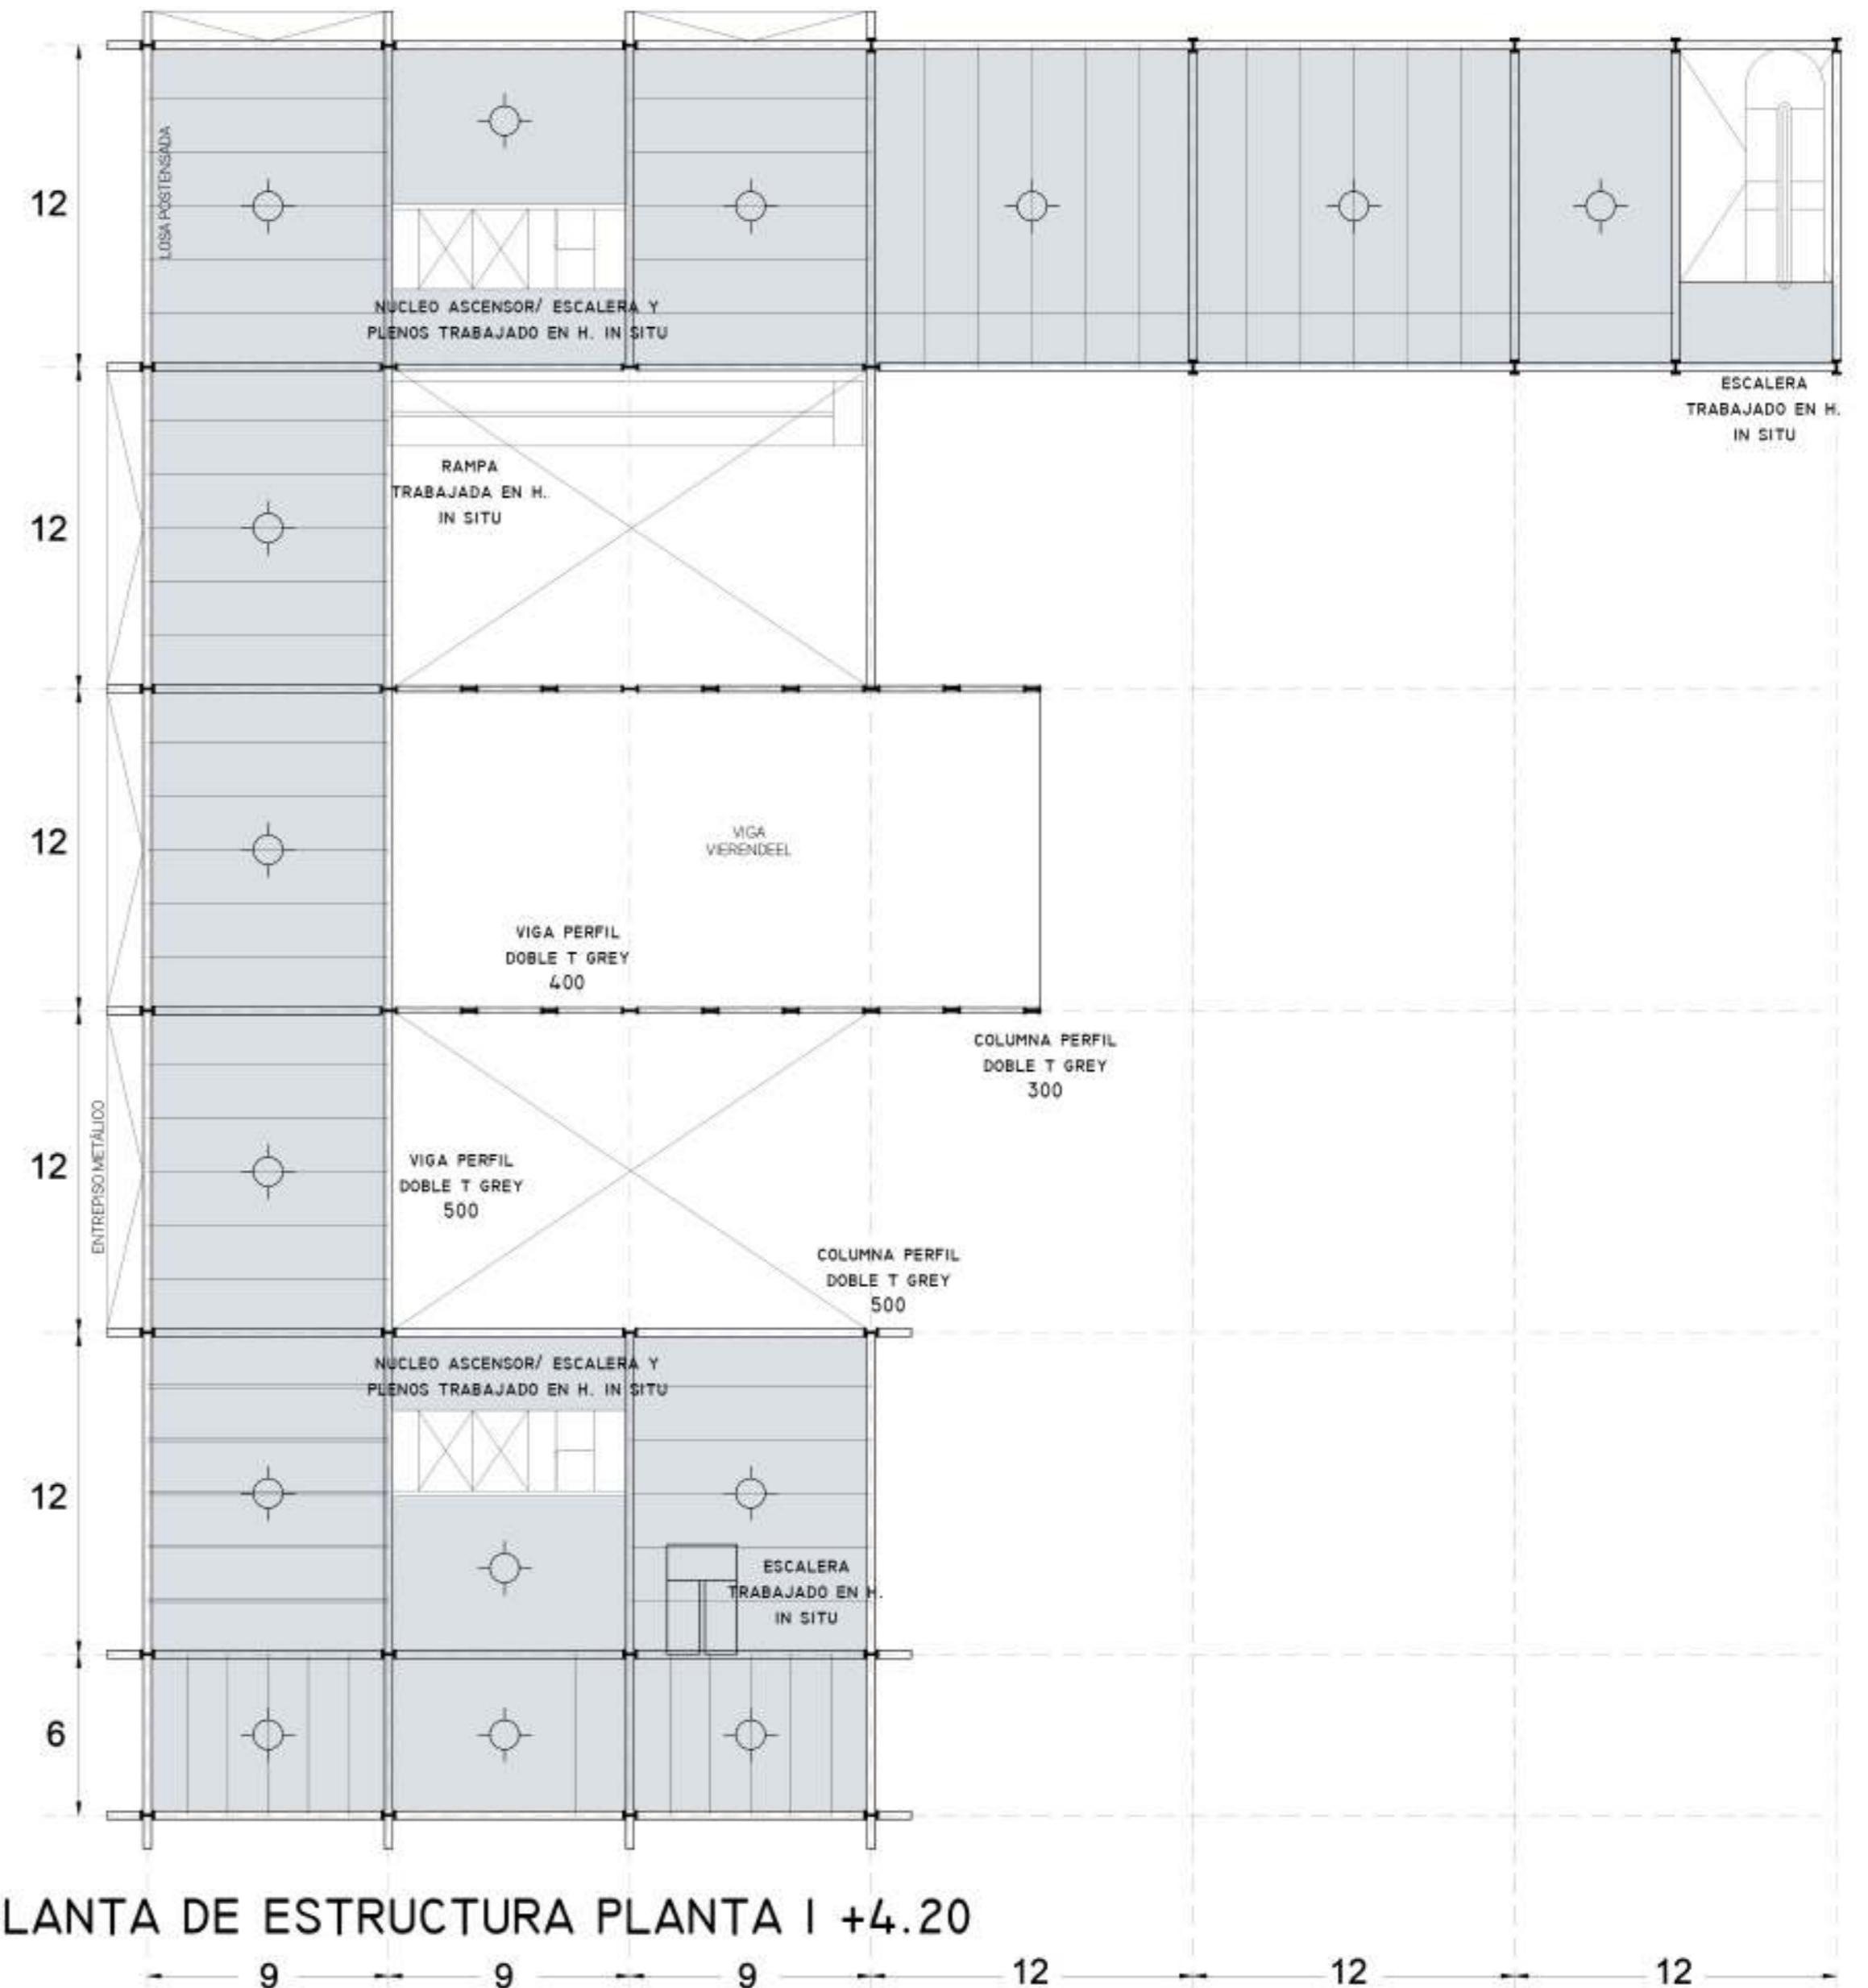 12
LOSA POSTENSADA
NUCLEO ASCENSOR/ ESCALERA Y
PLENOS TRABAJADO EN H. IN SITU
ESCALERA
TRABAJADO EN H.
IN SITU
12
RAMPA
TRABAJADA EN H.
IN SITU
12
VIGA
VIERENDEEL
VIGA PERFIL
DOBLE T GREY
400
COLUMNA PERFIL
DOBLE T GREY
300
12
ENTREPISO METÁLICO
VIGA PERFIL
DOBLE T GREY
500
COLUMNA PERFIL
DOBLE T GREY
500
NUCLEO ASCENSOR/ ESCALERA Y
PLENOS TRABAJADO EN H. IN SITU
12
ESCALERA
TRABAJADO EN H.
IN SITU
6
LANTA DE ESTRUCTURA PLANTA I +4.20
9 9 9 12 12 12